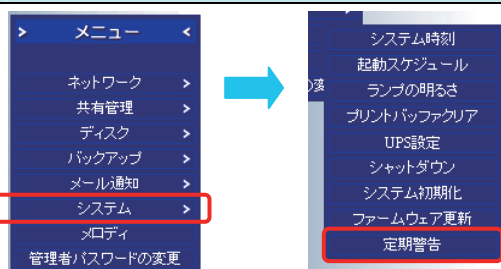 > メニュー <
ネットワーク >
共有管理 >
ディスク >
バックアップ >
メール通知 >
システム >
メロディ
管理者パスワードの変更
システム時刻
起動スケジュール
ランプの明るさ
プリントバッファクリア
UPS設定
シャットダウン
システム初期化
ファームウェア更新
定期警告
の変